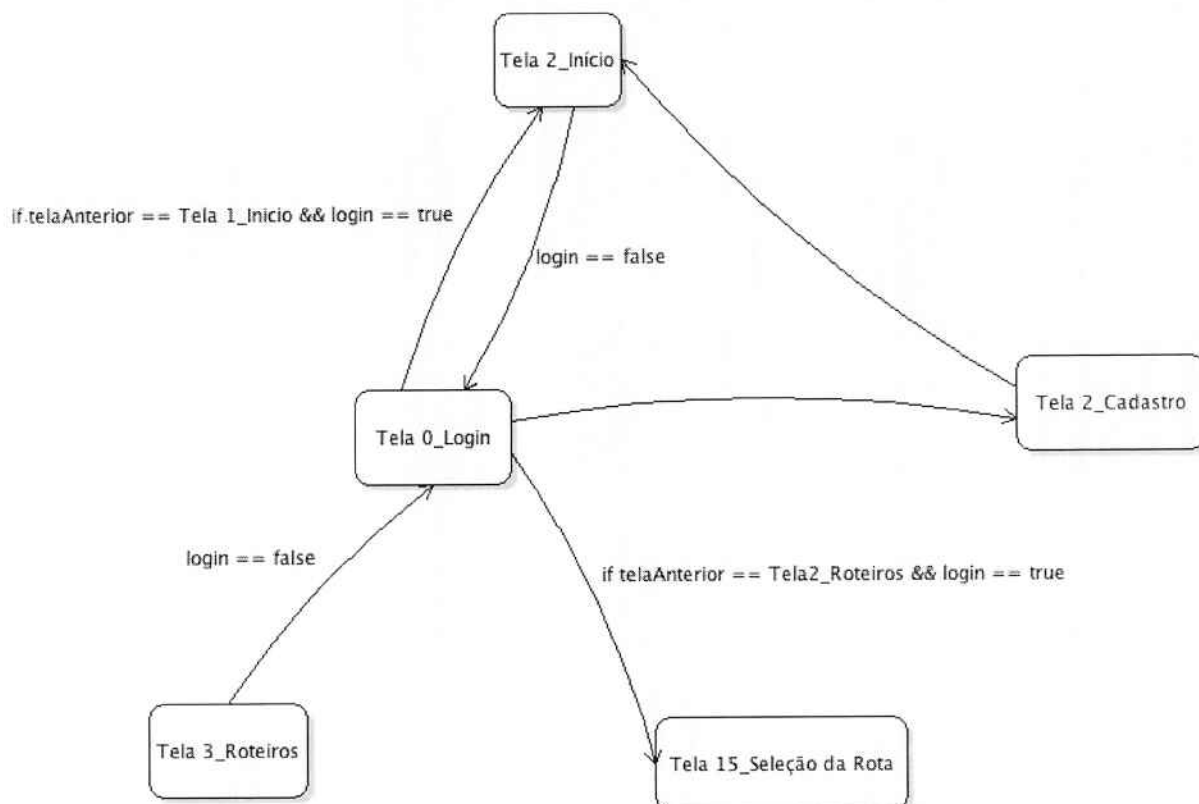 Tela 2_Início
if telaAnterior == Tela 1_Inicio && login == true
login == false
Tela 2_Cadastro
Tela 0_Login
login == false
if telaAnterior == Tela2_Roteiros && login == true
Tela 3_Roteiros
Tela 15_Seleção da Rota